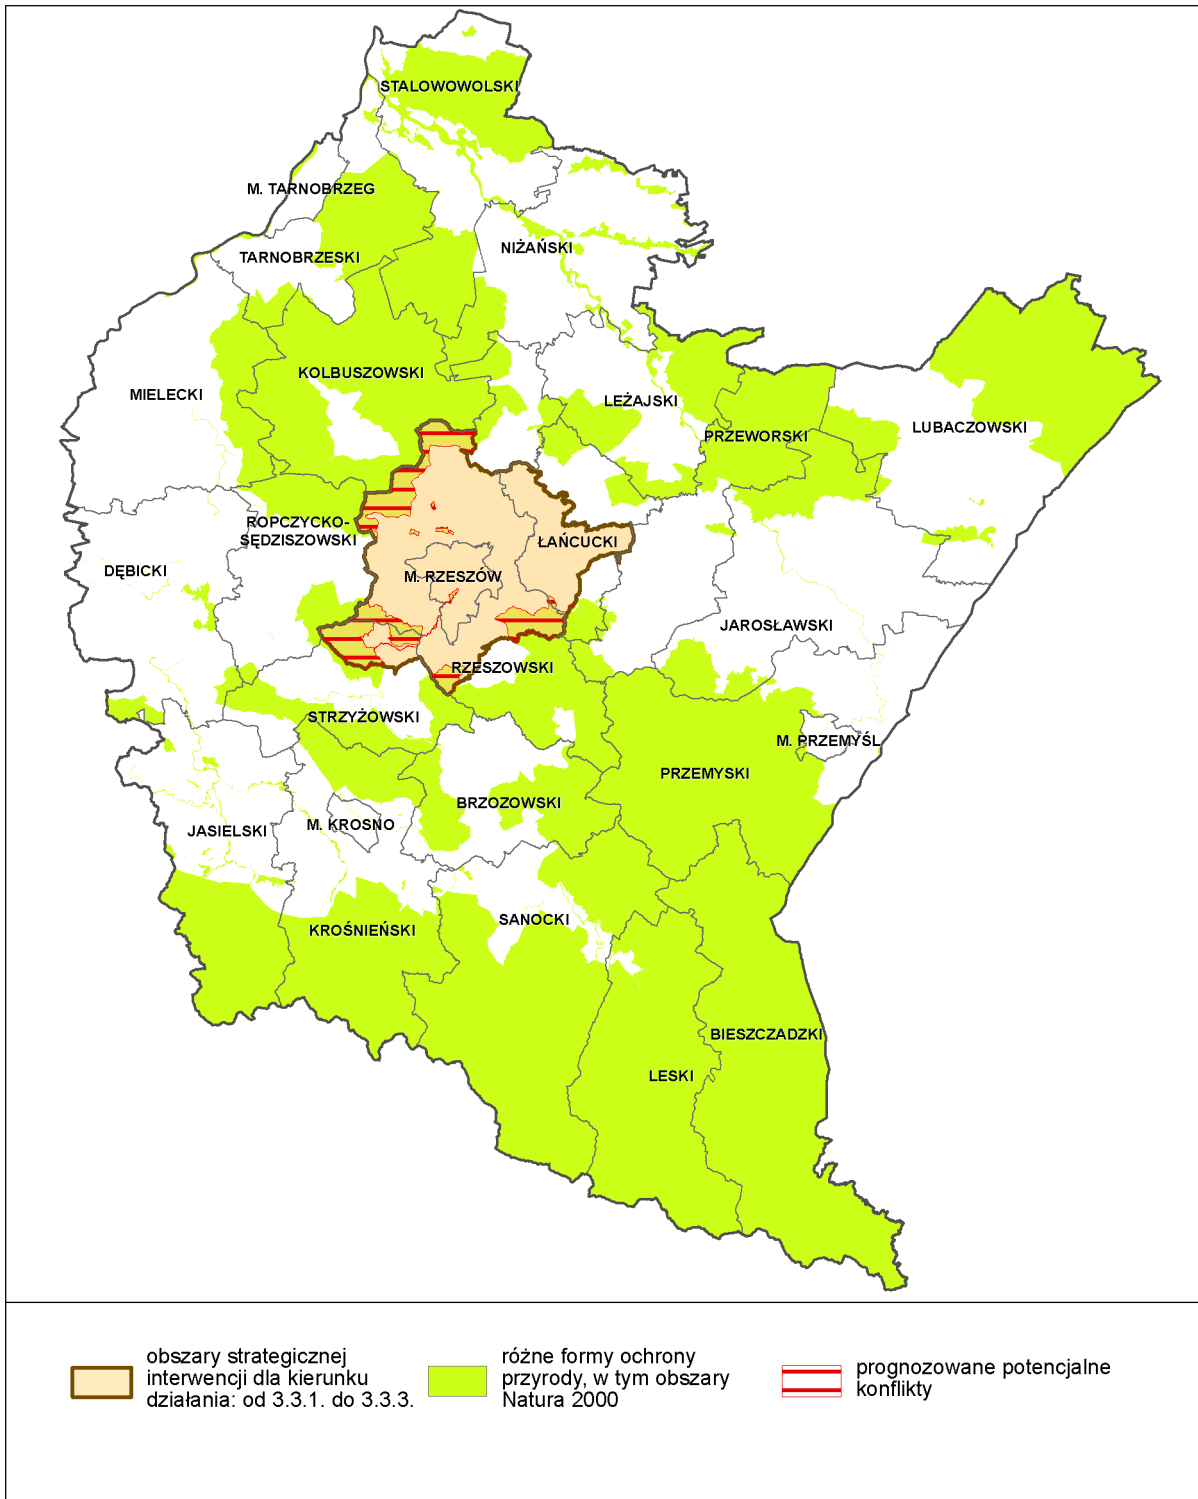 STALOWOWOLSKI
M. TARNOBRZEG
NIŻAŃSKI
TARNOBRZESKI
KOLBUSZOWSKI
MIELECKI
LEŻAJSKI
LUBACZOWSKI
PRZEWORSKI
ROPCZYCKO-
SĘDZISZOWSKI
ŁAŃCUCKI
DĘBICKI
M. RZESZÓW
JAROSŁAWSKI
RZESZOWSKI
STRZYŻOWSKI
M. PRZEMYŚL
PRZEMYSKI
BRZOZOWSKI
JASIELSKI
M. KROSNO
SANOCKI
KROŚNIEŃSKI
BIESZCZADZKI
LESKI
obszary strategicznej
interwencji dla kierunku
działania: od 3.3.1. do 3.3.3.
różne formy ochrony
przyrody, w tym obszary
Natura 2000
prognozowane potencjalne
konflikty